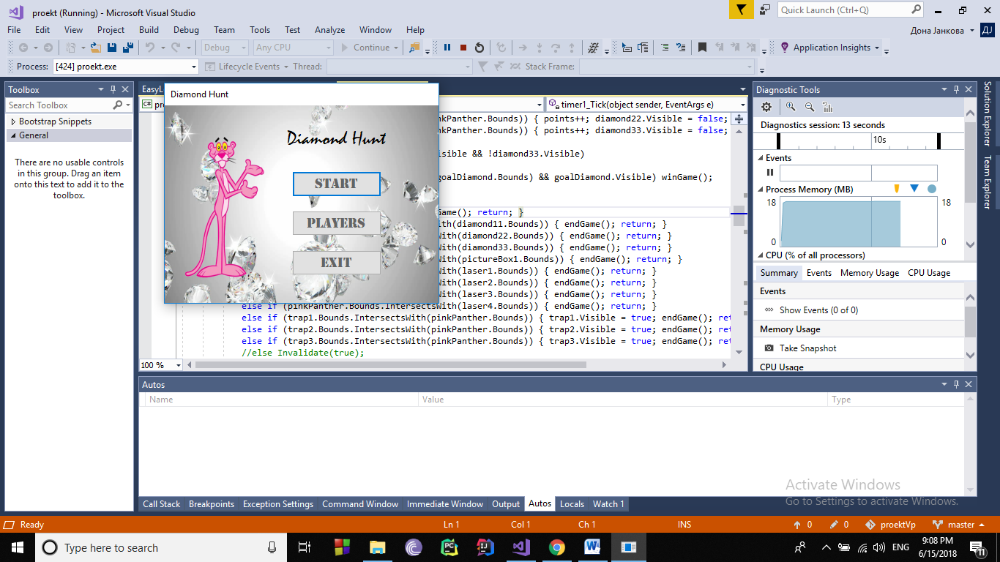 proekt (Running) - Microsoft Visual Studio
Quick Launch (Ctrl+Q)
File Edit View Project Build Debug Team Tools Test Analyze Window Help
Дона Јанкова
ДЈ
Debug Any CPU Continue Application Insights
Process: [424] proekt.exe Lifecycle Events Thread: Stack Frame:
Toolbox
Search Toolbox
Bootstrap Snippets
General
There are no usable controls
in this group. Drag an item
onto this text to add it to the
toolbox.
EasyL
C# pr
timer1_Tick(object sender, EventArgs e)
Diamond Hunt
Diamond Hunt
START
PLAYERS
EXIT
inkPanther.Bounds)) { points++; diamond22.Visible = false;
inkPanther.Bounds)) { points++; diamond33.Visible = false;
isible && !diamond33.Visible)
goalDiamond.Bounds) && goalDiamond.Visible) winGame();
Game(); return; }
ith(diamond11.Bounds)) { endGame(); return; }
With(diamond22.Bounds)) { endGame(); return; }
With(diamond33.Bounds)) { endGame(); return; }
With(pictureBox1.Bounds)) { endGame(); return; }
With(laser1.Bounds)) { endGame(); return; }
With(laser2.Bounds)) { endGame(); return; }
With(laser3.Bounds)) { endGame(); return; }
else if (pinkPanther.Bounds.IntersectsWith(laser4.Bounds)) { endGame(); return; }
else if (trap1.Bounds.IntersectsWith(pinkPanther.Bounds)) { trap1.Visible = true; endGame(); ret
else if (trap2.Bounds.IntersectsWith(pinkPanther.Bounds)) { trap2.Visible = true; endGame(); ret
else if (trap3.Bounds.IntersectsWith(pinkPanther.Bounds)) { trap3.Visible = true; endGame(); ret
//else Invalidate(true);
100 %
Diagnostic Tools
Diagnostics session: 13 seconds
10s
Events
Process Memory (MB)
18 18
0 0
CPU (% of all processors)
Summary Events Memory Usage CPU Usage
Events
Show Events (0 of 0)
Memory Usage
Take Snapshot
CPU Usage
Solution Explorer
Team Explorer
Autos
Name Value Type
Activate Windows
Go to Settings to activate Windows.
Call Stack Breakpoints Exception Settings Command Window Immediate Window Output Autos Locals Watch 1
Ready Ln 1 Col 1 Ch 1 INS 0 0 proektVp master
Type here to search
PC
IJ
ENG
9:08 PM
6/15/2018
11